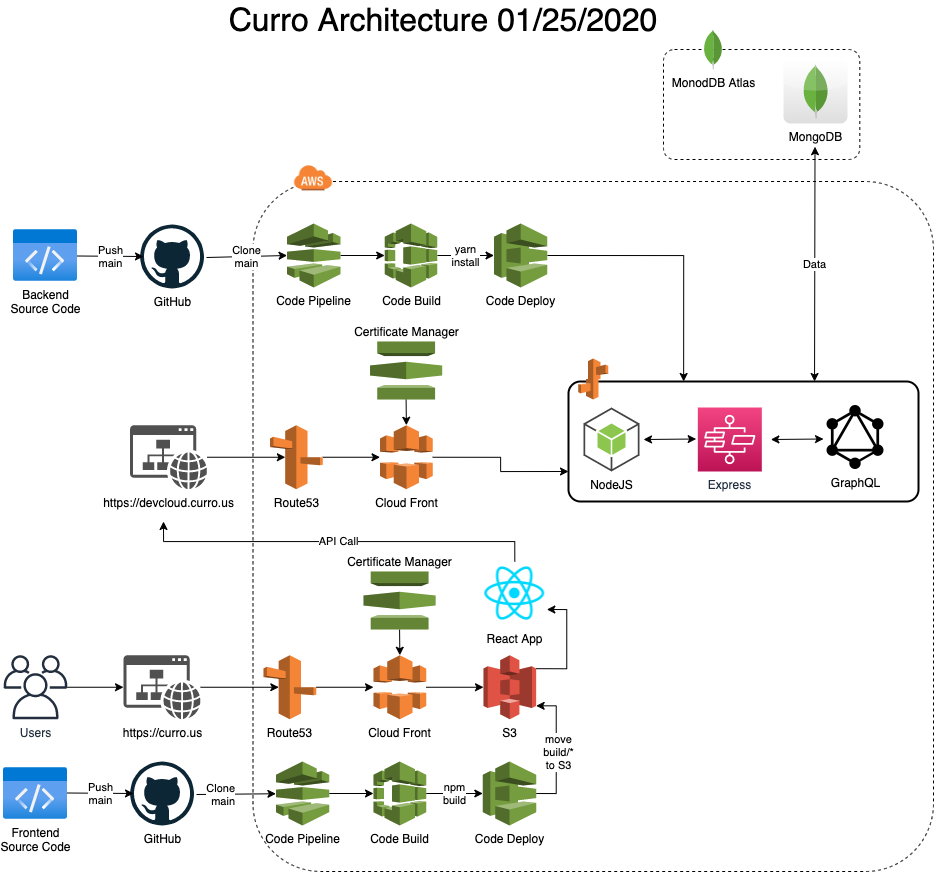 Curro Architecture 01/25/2020
MonodDB Atlas
MongoDB
AWS
Push
main
Clone
main
yarn
install
Data
Backend
Source Code
GitHub
Code Pipeline
Code Build
Code Deploy
Certificate Manager
https://devcloud.curro.us
Route53
Cloud Front
NodeJS
Express
GraphQL
API Call
Certificate Manager
React App
Users
https://curro.us
Route53
Cloud Front
S3
move
build/*
to S3
Push
main
Clone
main
npm
build
Frontend
Source Code
GitHub
Code Pipeline
Code Build
Code Deploy